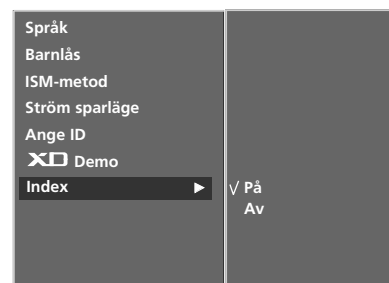 Språk
Barnlås
ISM-metod
Ström sparläge
Ange ID
XD Demo
Index ▶ √ På
Av